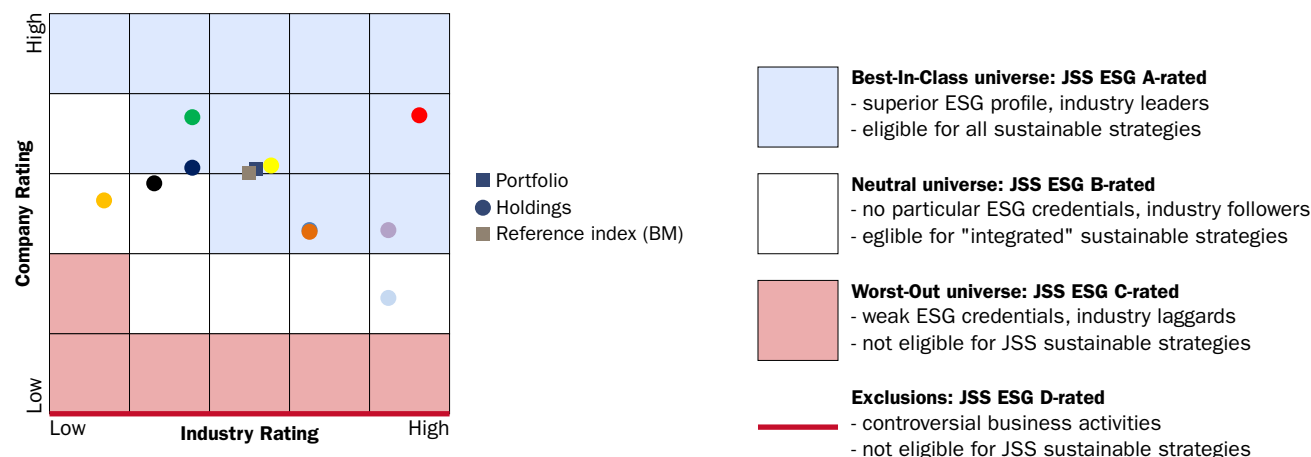 High
Company Rating
Low
Low
Industry Rating
High
Portfolio
Holdings
Reference index (BM)
Best-In-Class universe: JSS ESG A-rated
- superior ESG profile, industry leaders
- eligible for all sustainable strategies
Neutral universe: JSS ESG B-rated
- no particular ESG credentials, industry followers
- eglible for "integrated" sustainable strategies
Worst-Out universe: JSS ESG C-rated
- weak ESG credentials, industry laggards
- not eligible for JSS sustainable strategies
Exclusions: JSS ESG D-rated
- controversial business activities
- not eligible for JSS sustainable strategies